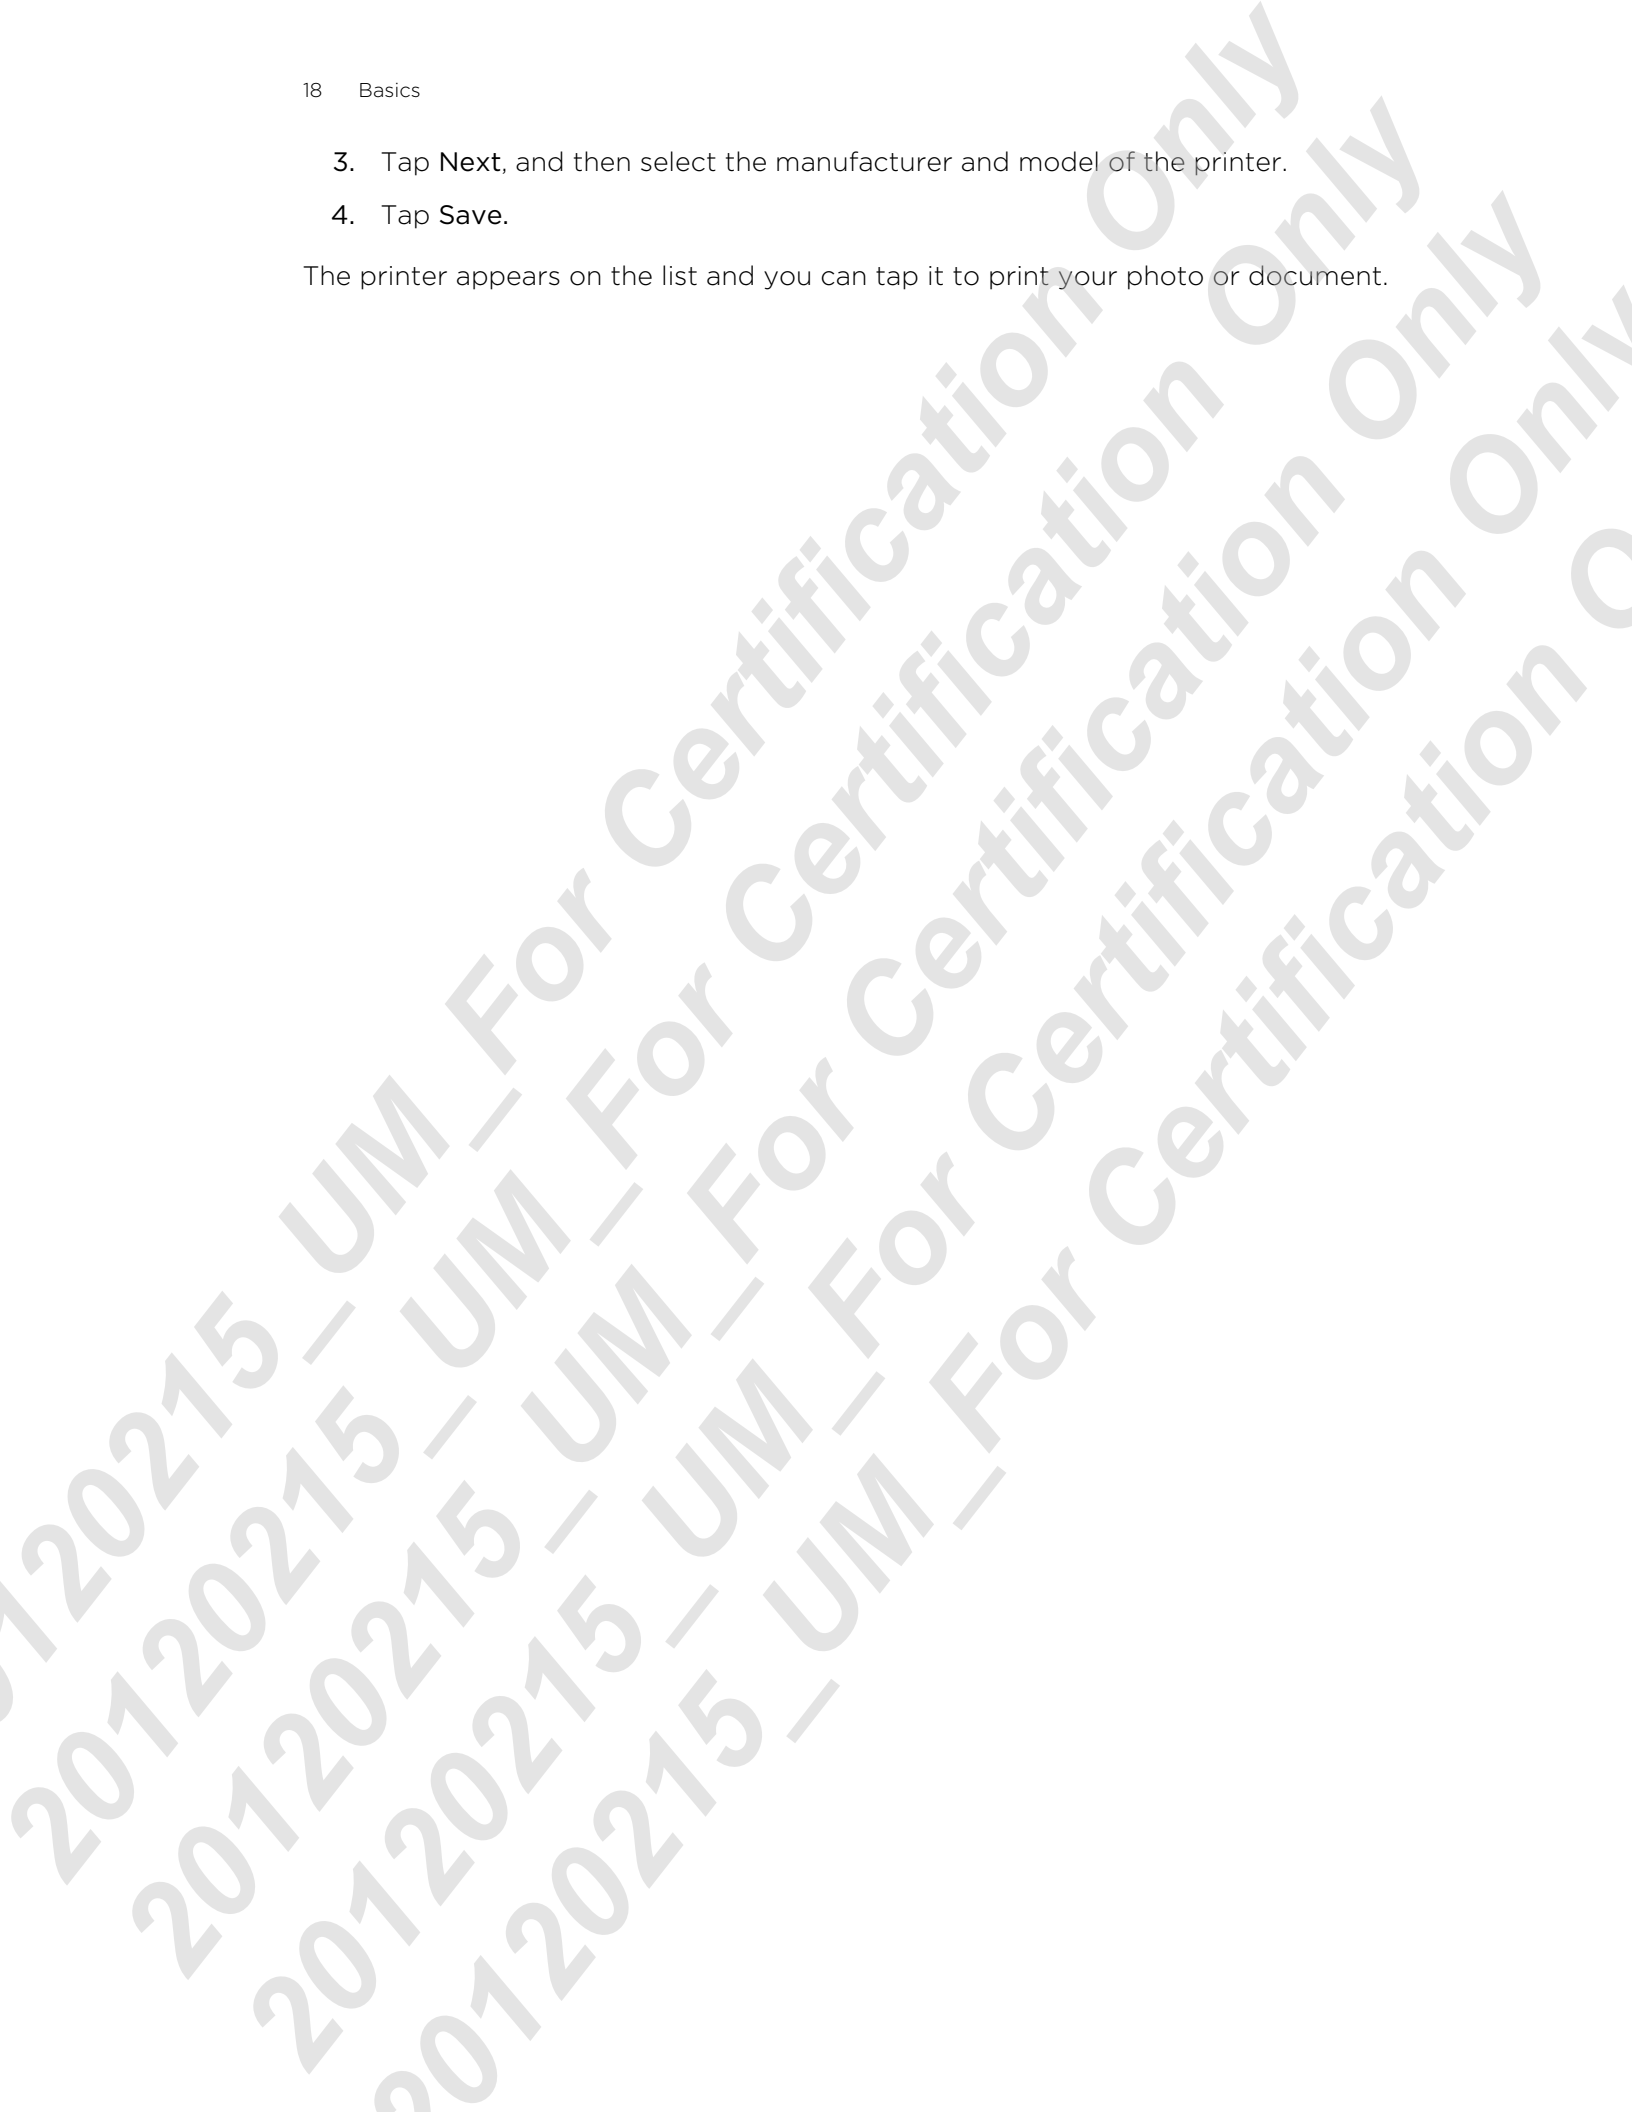 18 Basics
3. Tap Next, and then select the manufacturer and model of the printer.
4. Tap Save.
The printer appears on the list and you can tap it to print your photo or document.
20120215_UM_For Certification Only
20120215_UM_For Certification Only
20120215_UM_For Certification Only
20120215_UM_For Certification Only
20120215_UM_For Certification O